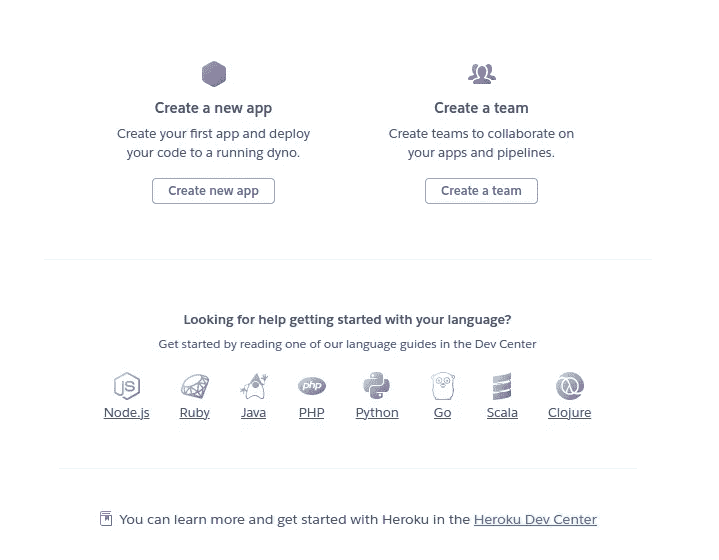 Create a new app
Create your first app and deploy
your code to a running dyno.
Create new app
Create a team
Create teams to collaborate on
your apps and pipelines.
Create a team
Looking for help getting started with your language?
Get started by reading one of our language guides in the Dev Center
JS php
Node.js Ruby Java PHP Python Go Scala Clojure
You can learn more and get started with Heroku in the Heroku Dev Center